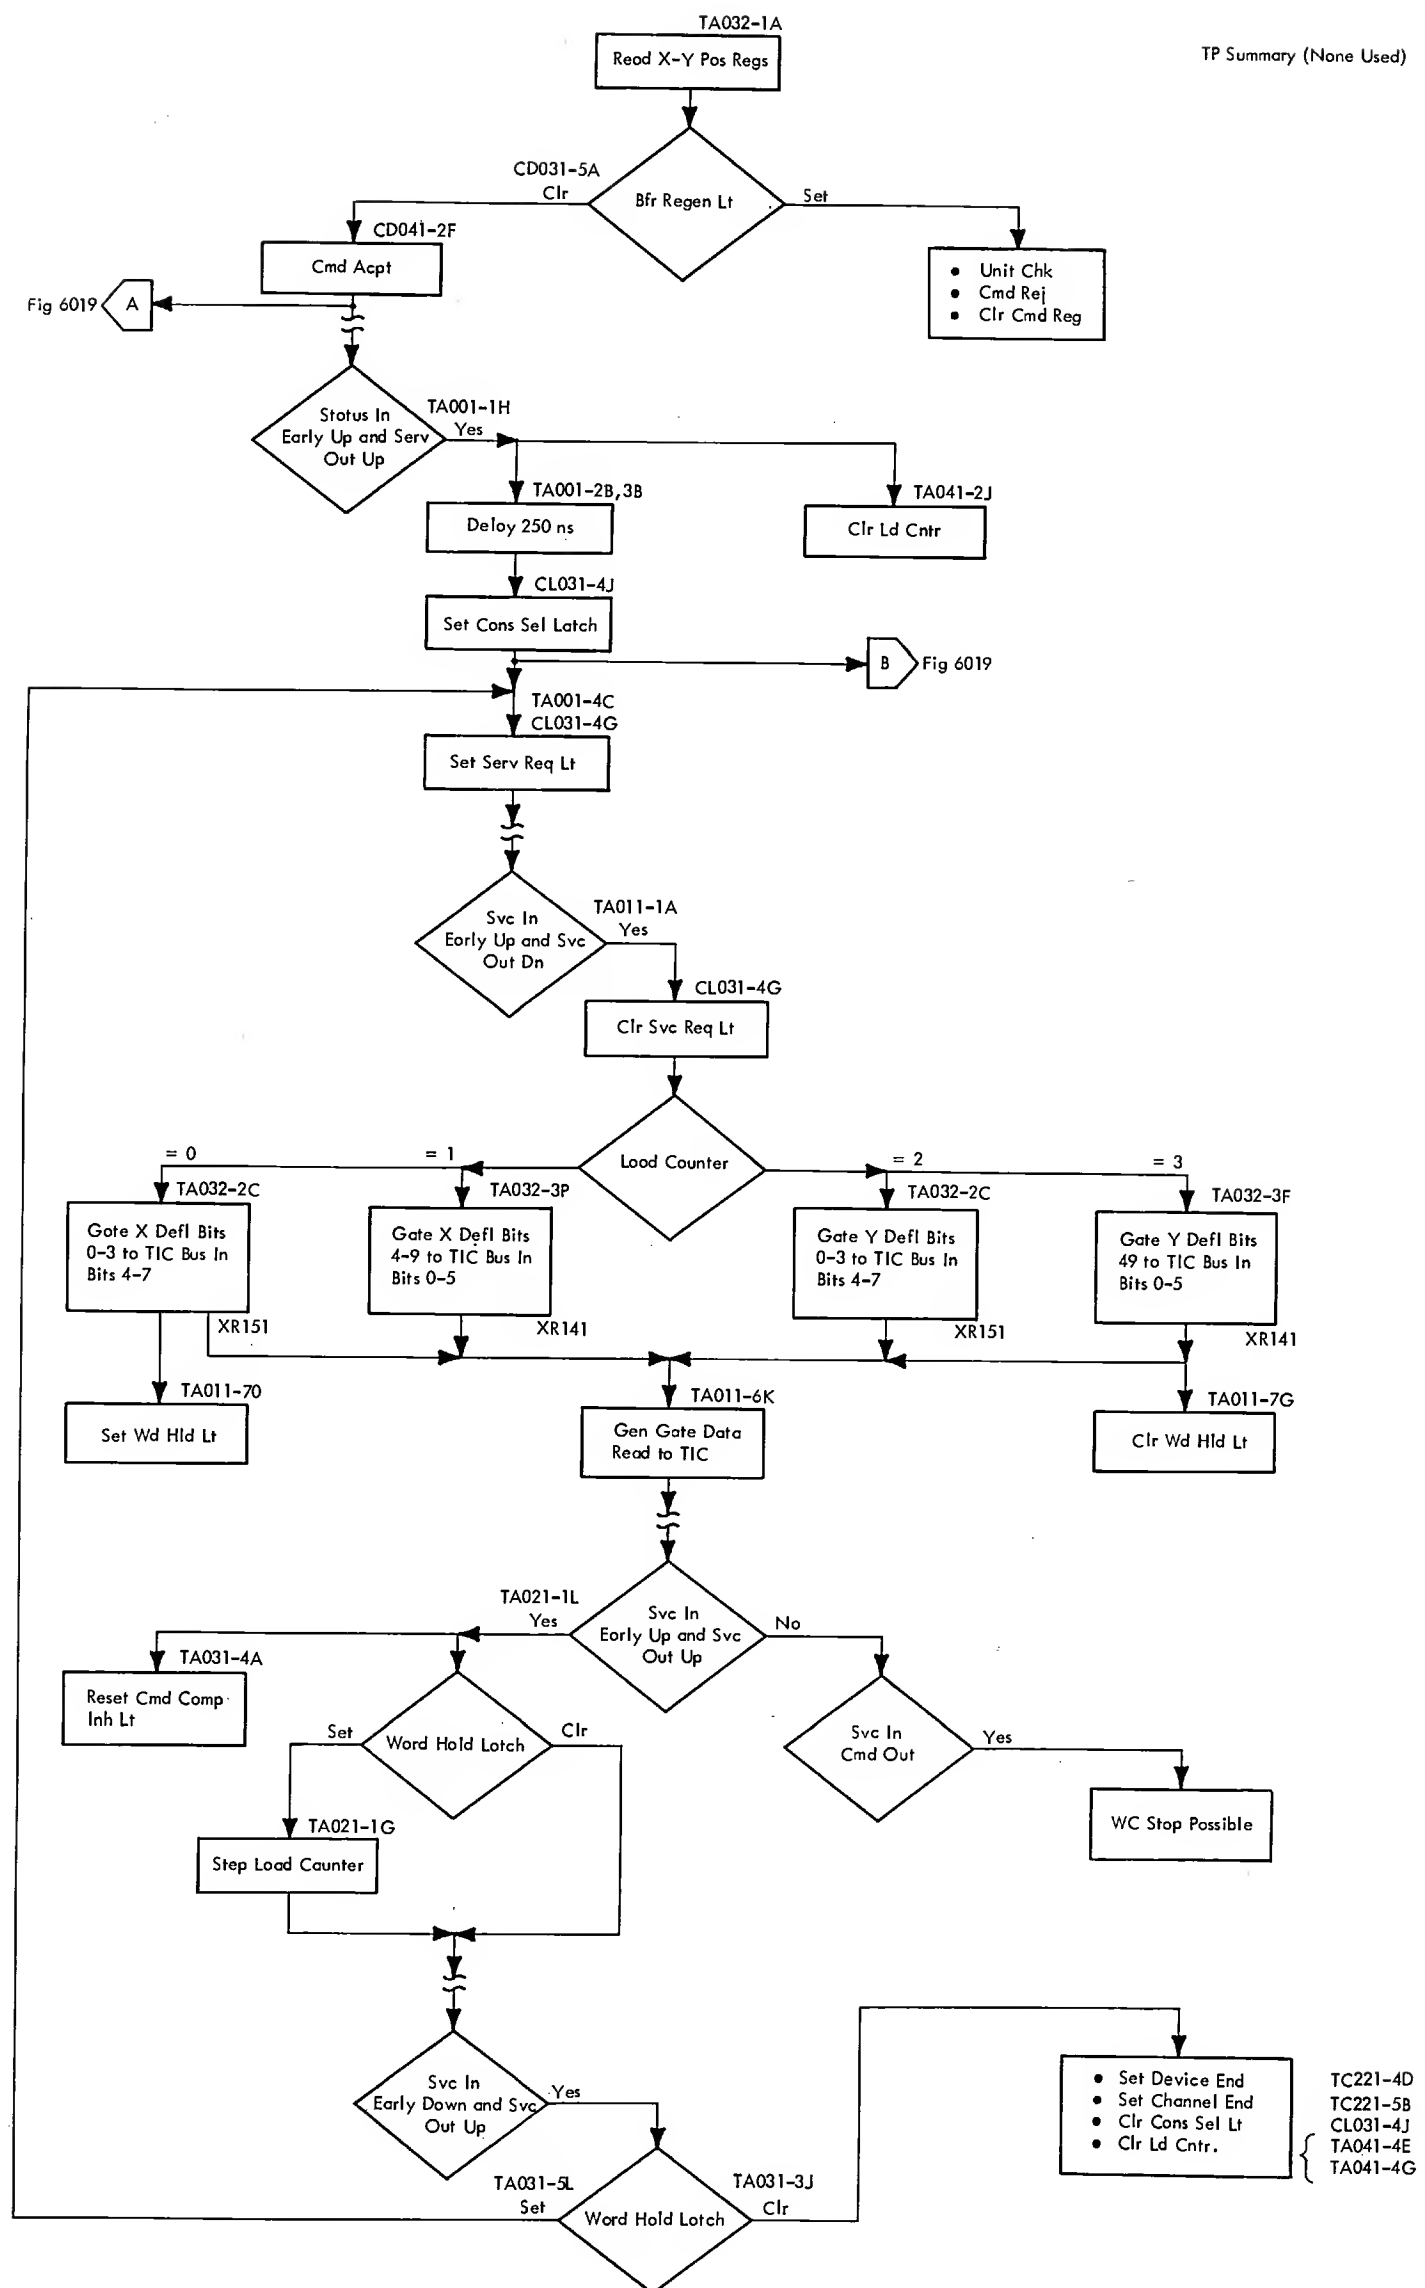 TA032-1A
Reod X-Y Pos Regs
TP Summary (None Used)
CD031-5A
Clr
Bfr Regen Lt
Set
CD041-2F
Cmd Acpt
• Unit Chk
• Cmd Rej
• Clr Cmd Reg
Fig 6019
A
Stotus In
Early Up and Serv
Out Up
TA001-1H
Yes
TA001-2B,3B
Deloy 250 ns
TA041-2J
Clr Ld Cntr
CL031-4J
Set Cons Sel Latch
B
Fig 6019
TA001-4C
CL031-4G
Set Serv Req Lt
Svc In
Eorly Up and Svc
Out Dn
TA011-1A
Yes
CL031-4G
Clr Svc Req Lt
Lood Counter
= 0
= 1
= 2
= 3
TA032-2C
Gote X Defl Bits
0-3 to TIC Bus In
Bits 4-7
XR151
TA032-3P
Gate X Defl Bits
4-9 to TIC Bus In
Bits 0-5
XR141
TA032-2C
Gate Y Defl Bits
0-3 to TIC Bus In
Bits 4-7
XR151
TA032-3F
Gate Y Defl Bits
49 to TIC Bus In
Bits 0-5
XR141
TA011-70
Set Wd Hld Lt
TA011-6K
Gen Gate Data
Read to TIC
TA011-7G
Clr Wd Hld Lt
TA021-1L
Yes
Svc In
Eorly Up and Svc
Out Up
No
TA031-4A
Reset Cmd Comp
Inh Lt
Set
Word Hold Lotch
Clr
Svc In
Cmd Out
Yes
WC Stop Possible
TA021-1G
Step Load Caunter
Svc In
Early Down and Svc
Out Up
Yes
TA031-5L
Set
Word Hold Lotch
TA031-3J
Clr
• Set Device End
• Set Channel End
• Clr Cons Sel Lt
• Clr Ld Cntr.
TC221-4D
TC221-5B
CL031-4J
TA041-4E
TA041-4G